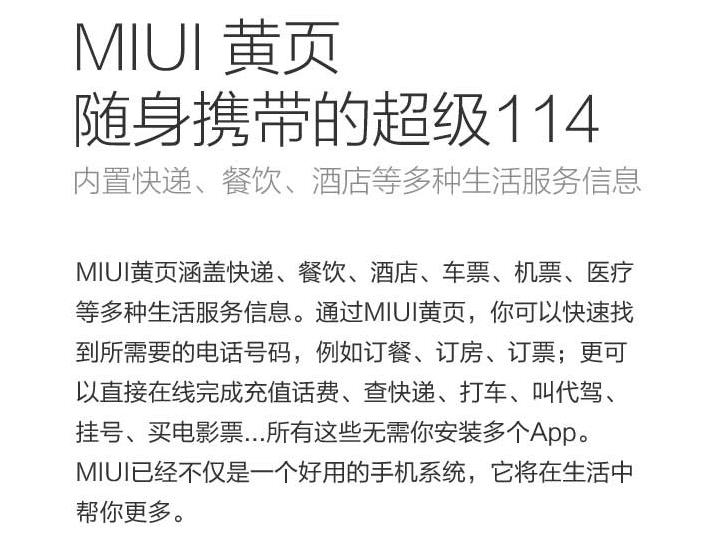 MIUI 黄页
随身携带的超级114
内置快递、餐饮、酒店等多种生活服务信息
MIUI黄页涵盖快递、餐饮、酒店、车票、机票、医疗
等多种生活服务信息。通过MIUI黄页，你可以快速找
到所需要的电话号码，例如订餐、订房、订票；更可
以直接在线完成充值话费、查快递、打车、叫代驾、
挂号、买电影票...所有这些无需你安装多个App。
MIUI已经不仅是一个好用的手机系统，它将在生活中
帮你更多。